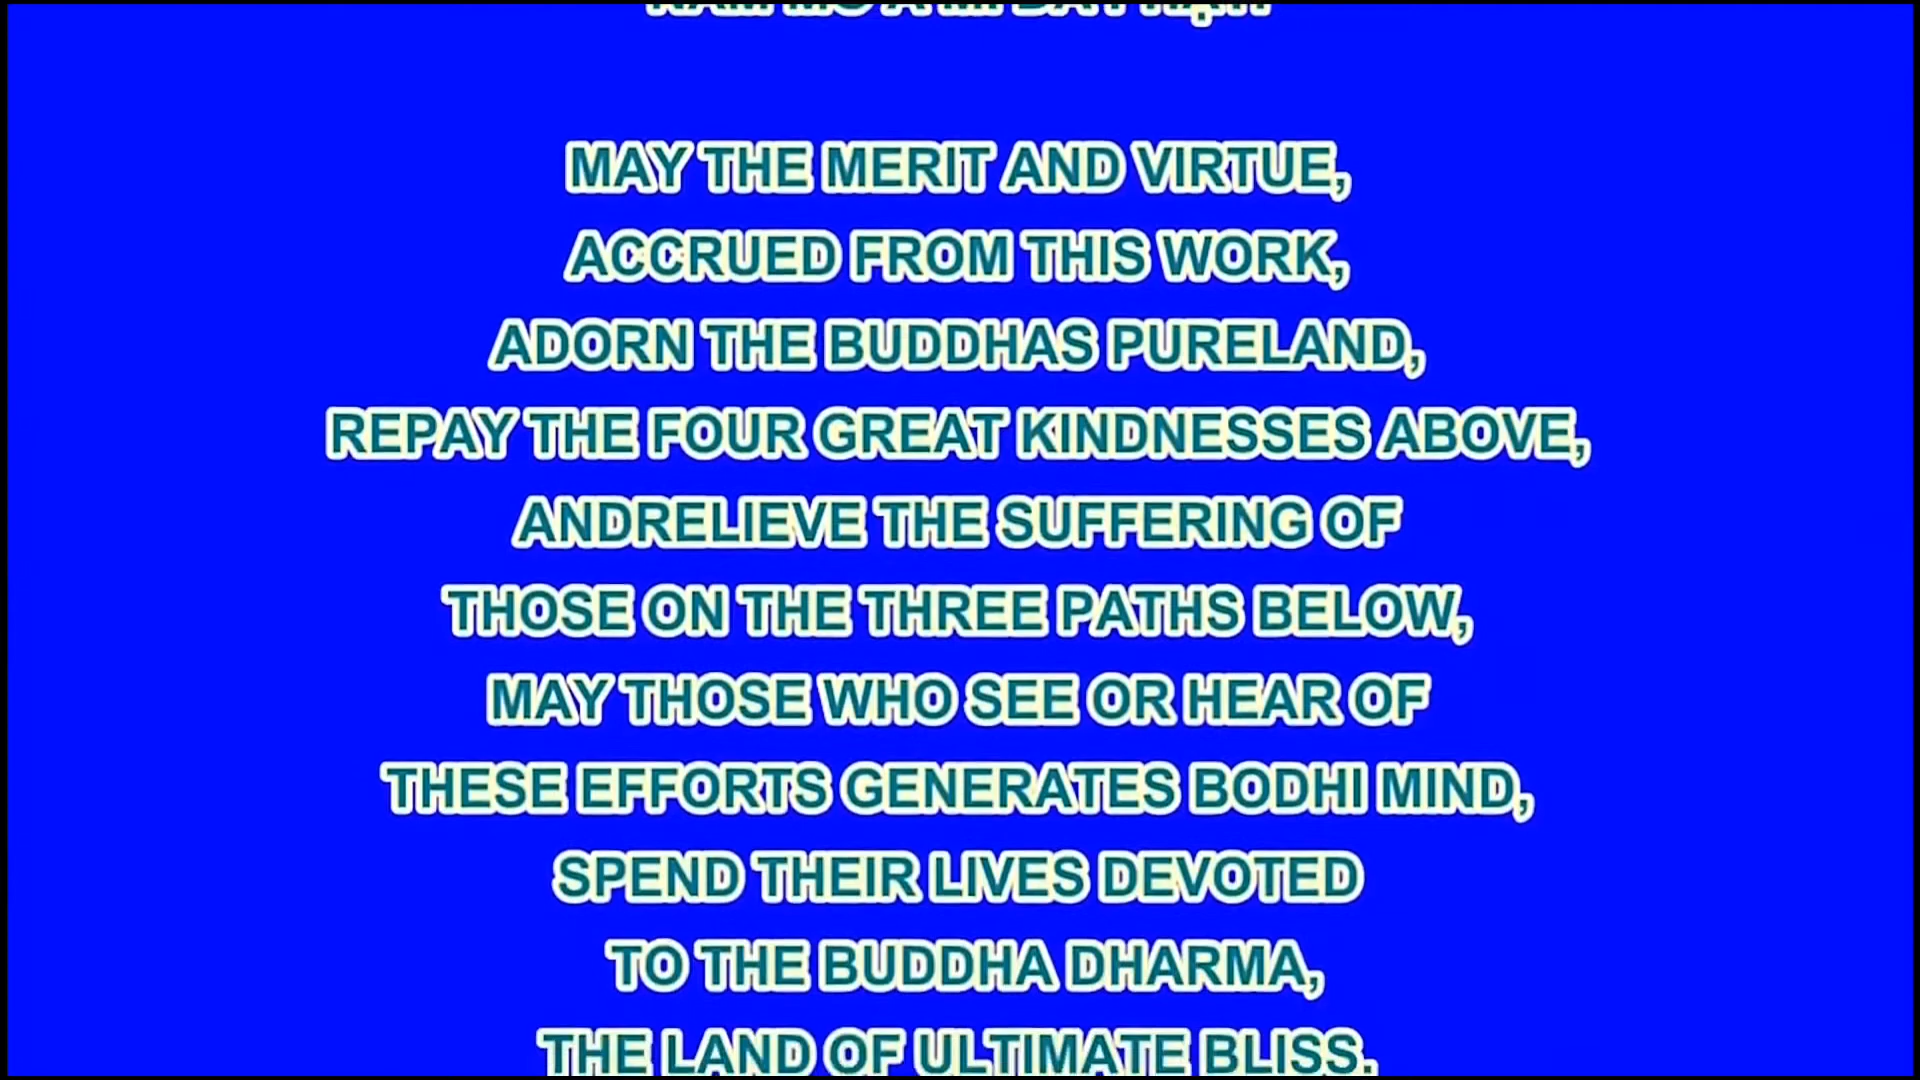 MAY THE MERIT AND VIRTUE,
ACCRUED FROM THIS WORK,
ADORN THE BUDDHAS PURELAND,
REPAY THE FOUR GREAT KINDNESSES ABOVE,
ANDRELIEVE THE SUFFERING OF
THOSE ON THE THREE PATHS BELOW,
MAY THOSE WHO SEE OR HEAR OF
THESE EFFORTS GENERATES BODHI MIND,
SPEND THEIR LIVES DEVOTED
TO THE BUDDHA DHARMA,
THE LAND OF ULTIMATE BLISS.